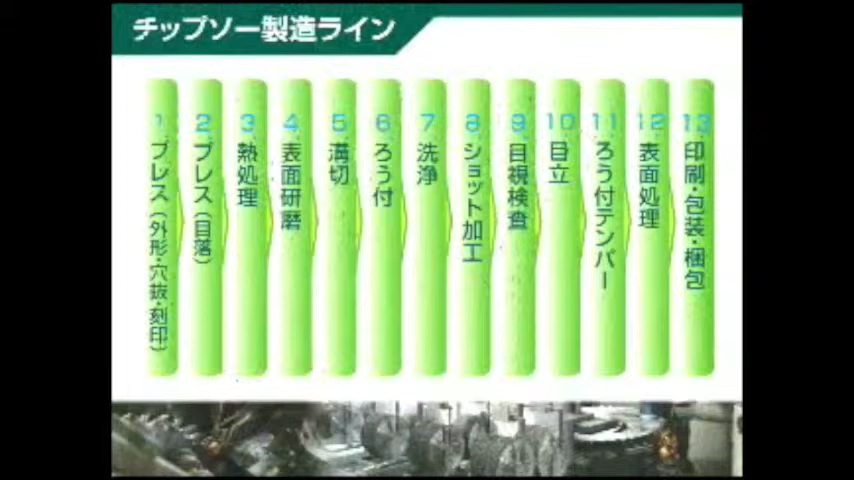 チップソー製造ライン
1 プレス(外形・穴抜・刻印)
2 プレス(目落)
3 熱処理
4 表面研磨
5 溝切
6 ろう付
7 洗浄
8 ショット加工
9 目視検査
10 目立
11 ろう付テンパー
12 表面処理
13 印刷・包装・梱包